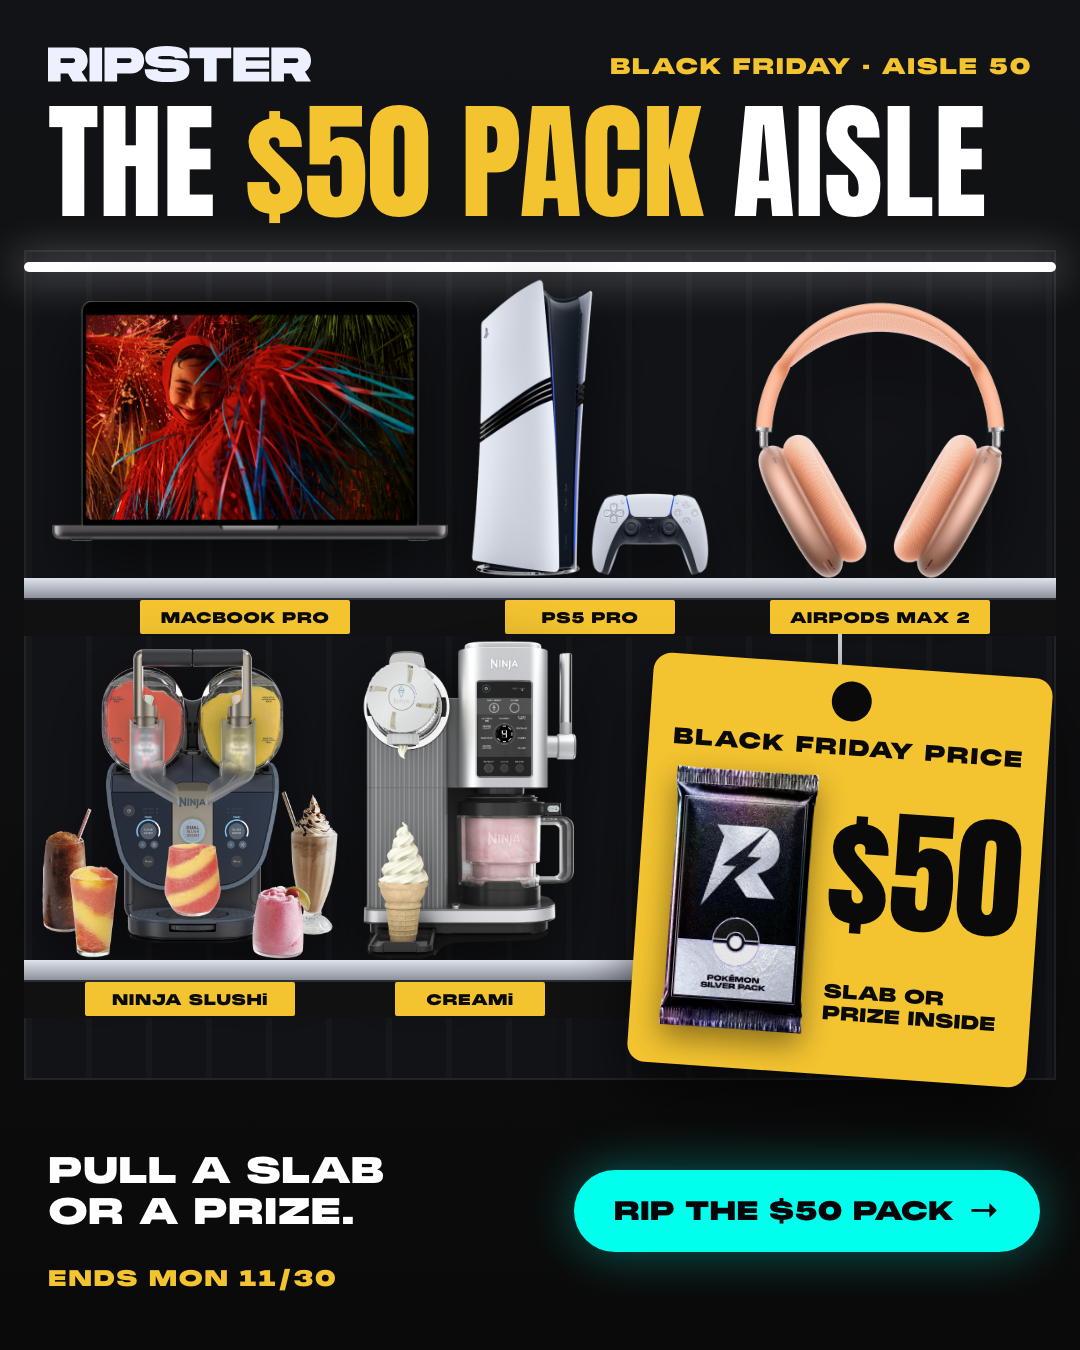 RIPSTER
BLACK FRIDAY · AISLE 50
THE $50 PACK AISLE
MACBOOK PRO
PS5 PRO
AIRPODS MAX 2
NINJA
NINJA
NINJA
BLACK FRIDAY PRICE
$50
POKÉMON
SILVER PACK
SLAB OR
PRIZE INSIDE
NINJA SLUSHi
CREAMi
PULL A SLAB
OR A PRIZE.
RIP THE $50 PACK →
ENDS MON 11/30